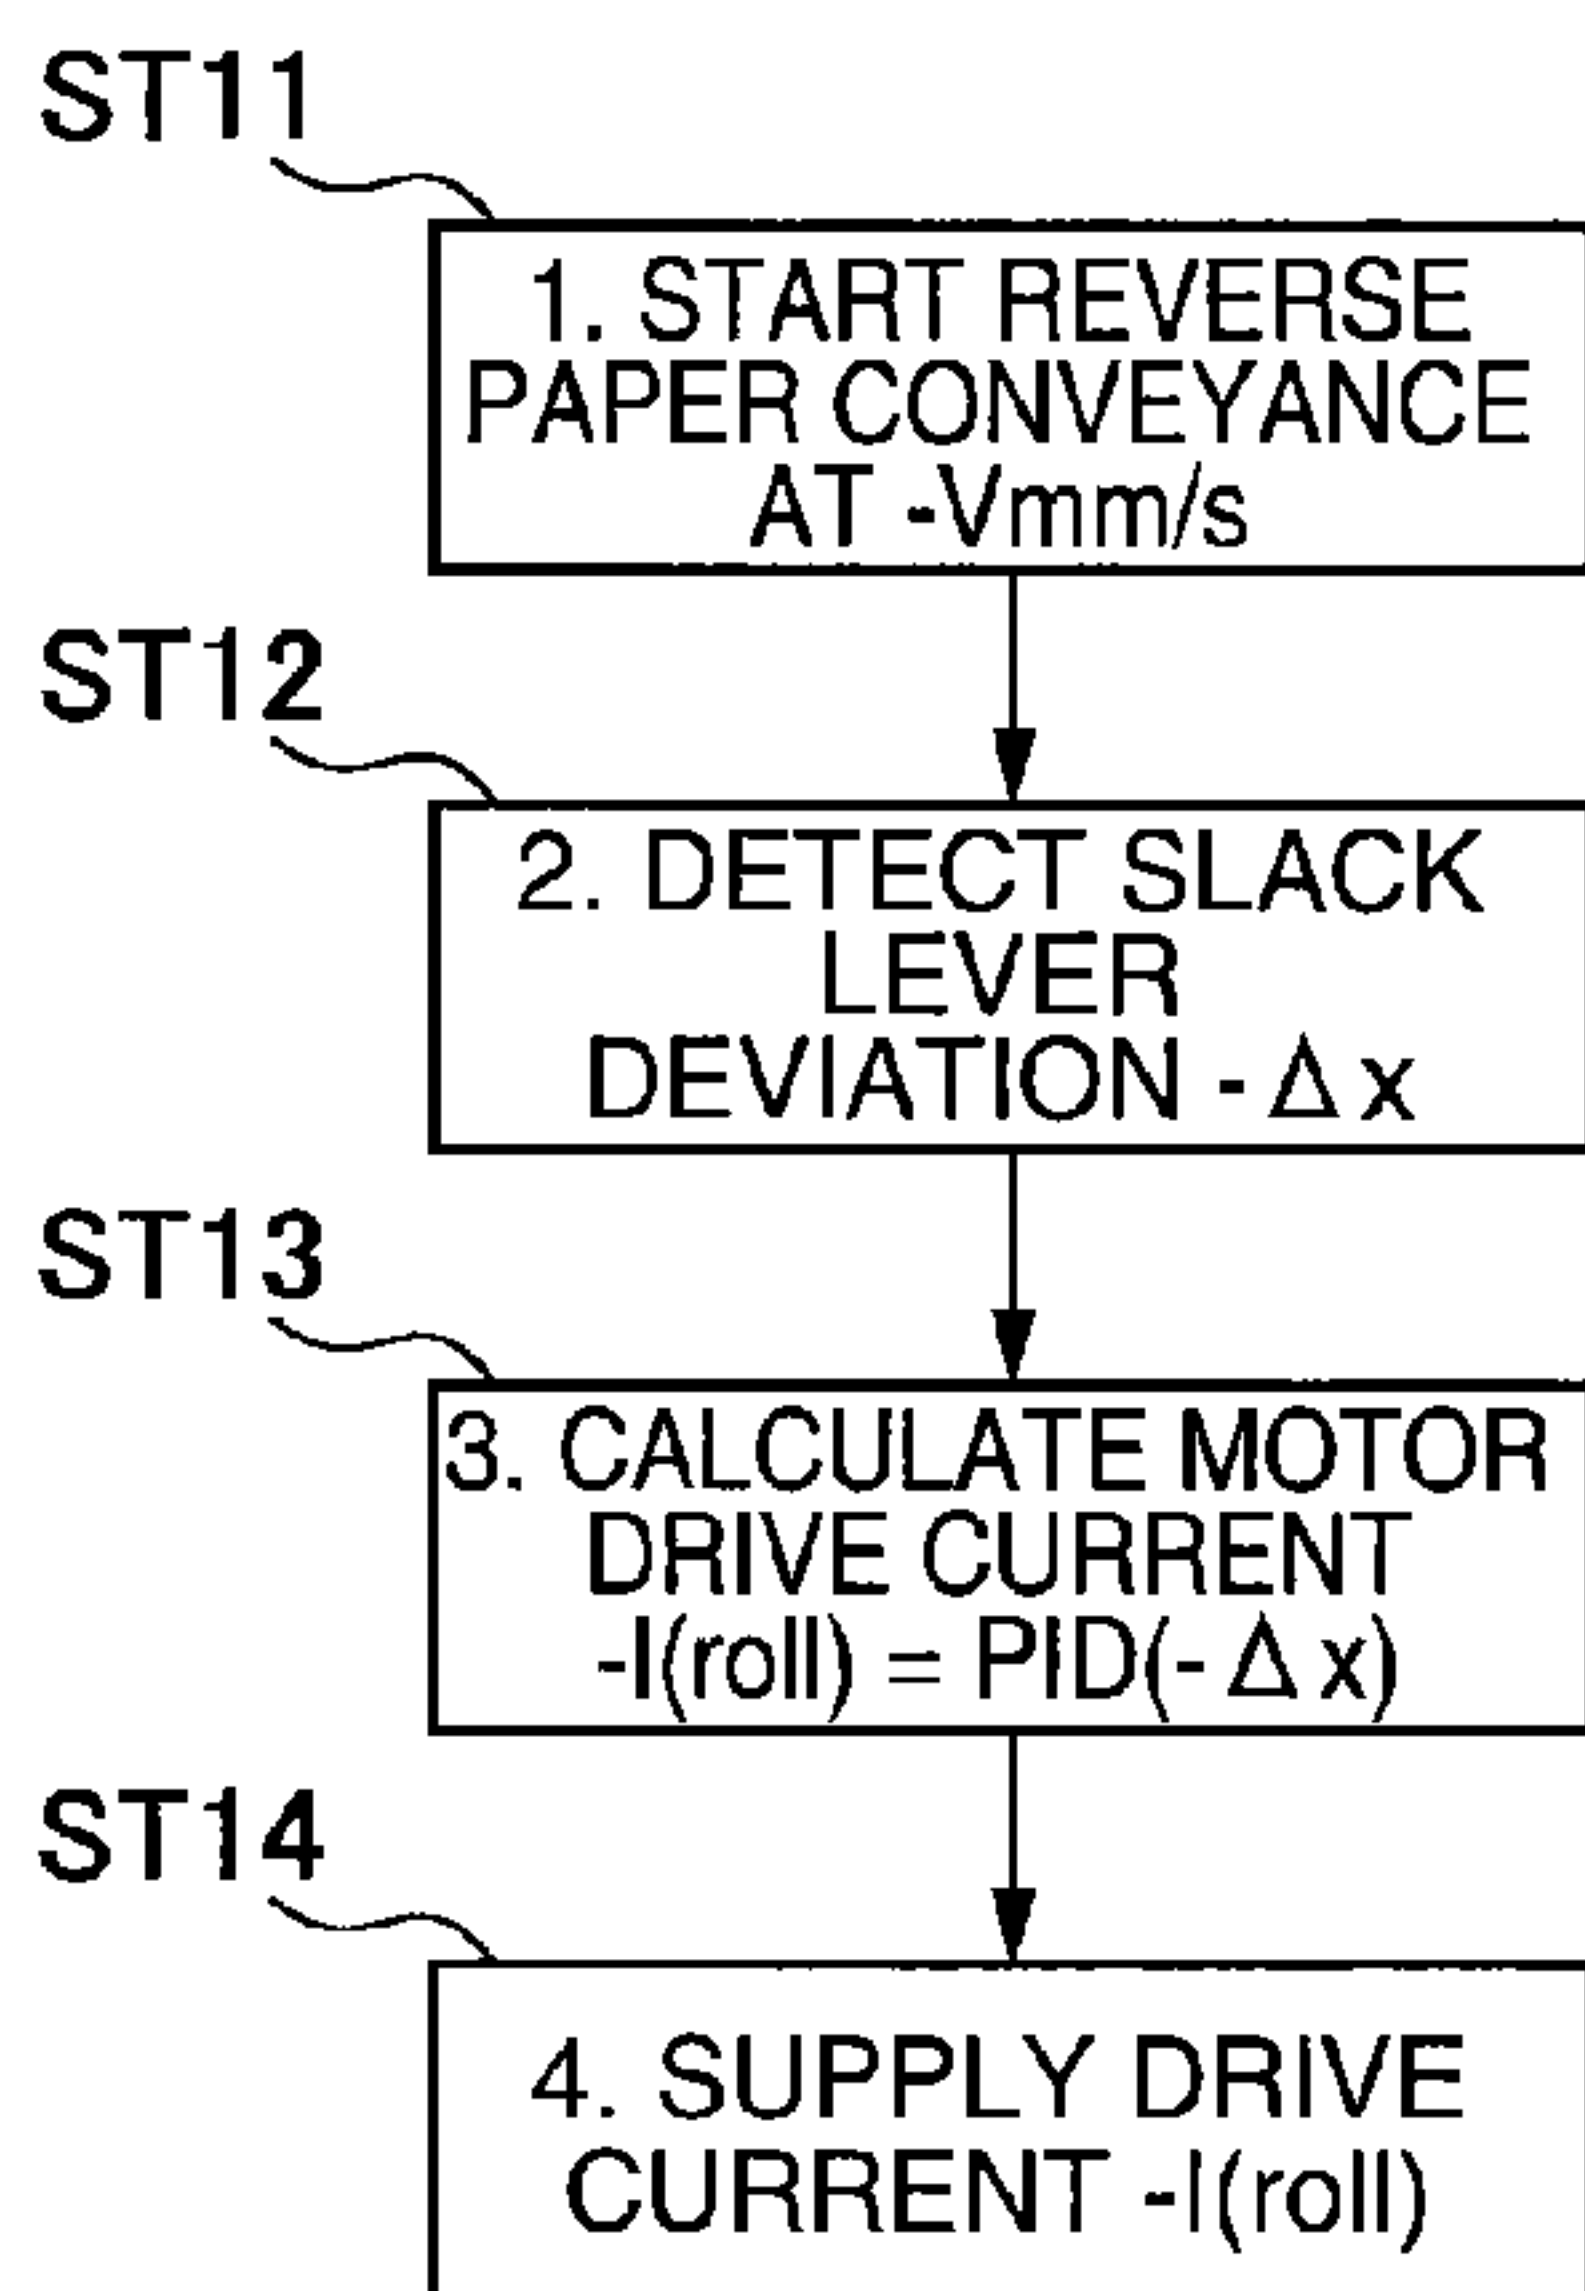 ST11
1. START REVERSE
PAPER CONVEYANCE
AT -Vmm/s
ST12
2. DETECT SLACK
LEVER
DEVIATION - Δx
ST13
3. CALCULATE MOTOR
DRIVE CURRENT
-I(roll) = PID(- Δx)
ST14
4. SUPPLY DRIVE
CURRENT -I(roll)